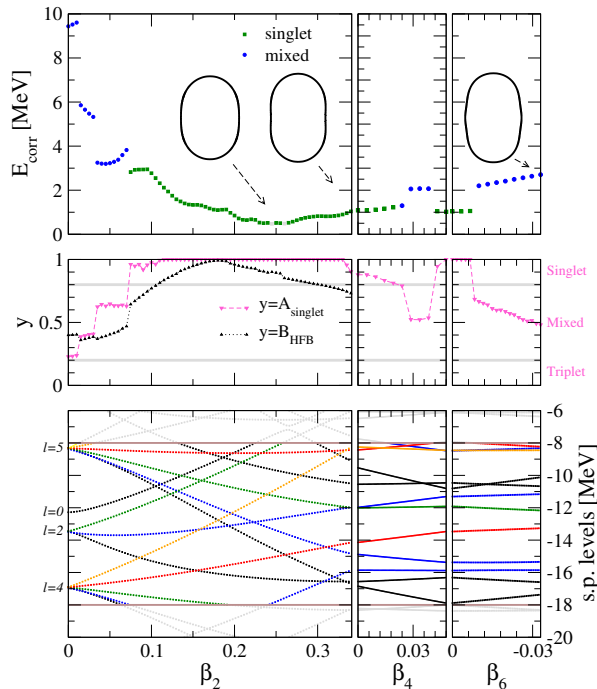 10
8
6
4
2
0
E_corr [MeV]
singlet
mixed
1
0.5
0
y
y=A_singlet
y=B_HFB
Singlet
Mixed
Triplet
l=5
l=0
l=2
l=4
-6
-8
-10
-12
-14
-16
-18
-20
s.p. levels [MeV]
0 0.1 0.2 0.3 0 0.03 0 -0.03
β_2 β_4 β_6